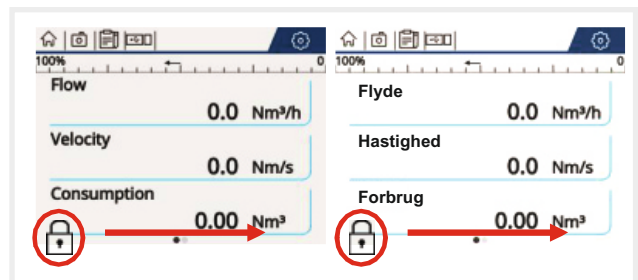 100% 0
Flow
0.0 Nm³/h
Velocity
0.0 Nm/s
Consumption
0.00 Nm³
100% 0
Flyde
0.0 Nm³/h
Hastighed
0.0 Nm/s
Forbrug
0.00 Nm³